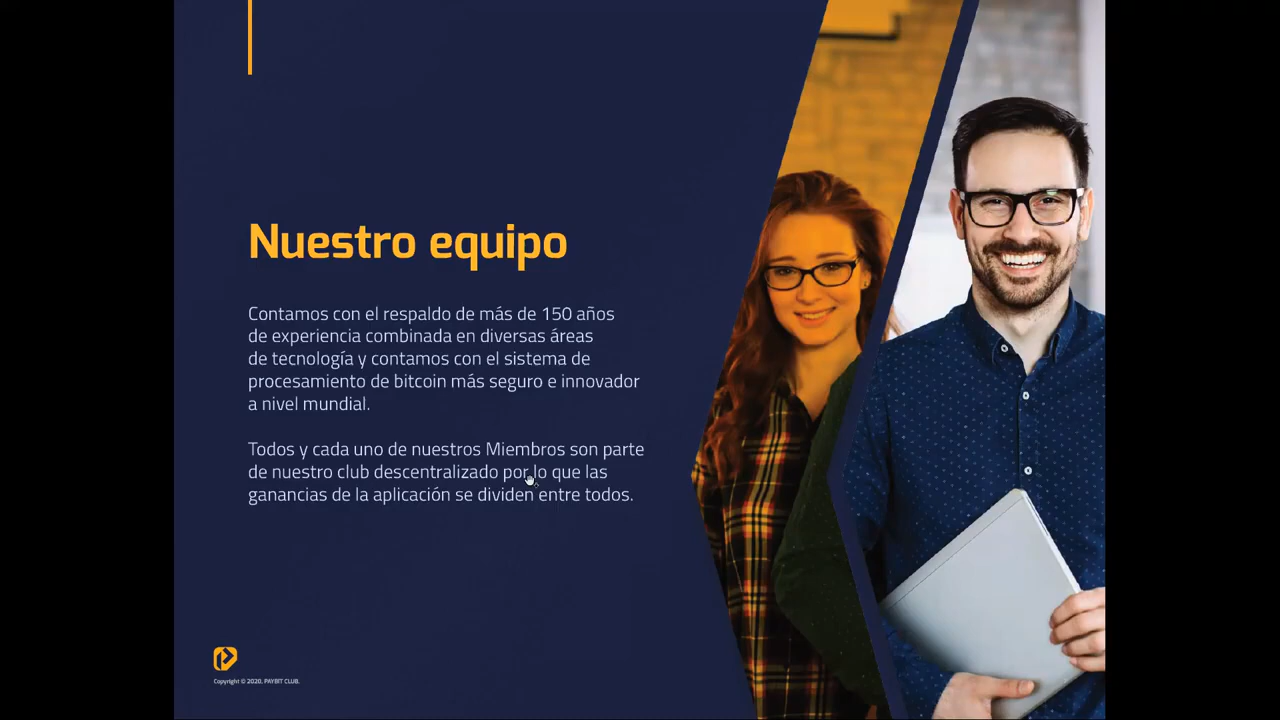 Nuestro equipo
Contamos con el respaldo de más de 150 años
de experiencia combinada en diversas áreas
de tecnología y contamos con el sistema de
procesamiento de bitcoin más seguro e innovador
a nivel mundial.
Todos y cada uno de nuestros Miembros son parte
de nuestro club descentralizado por lo que las
ganancias de la aplicación se dividen entre todos.
Copyright © 2020. PAYBIT CLUB.